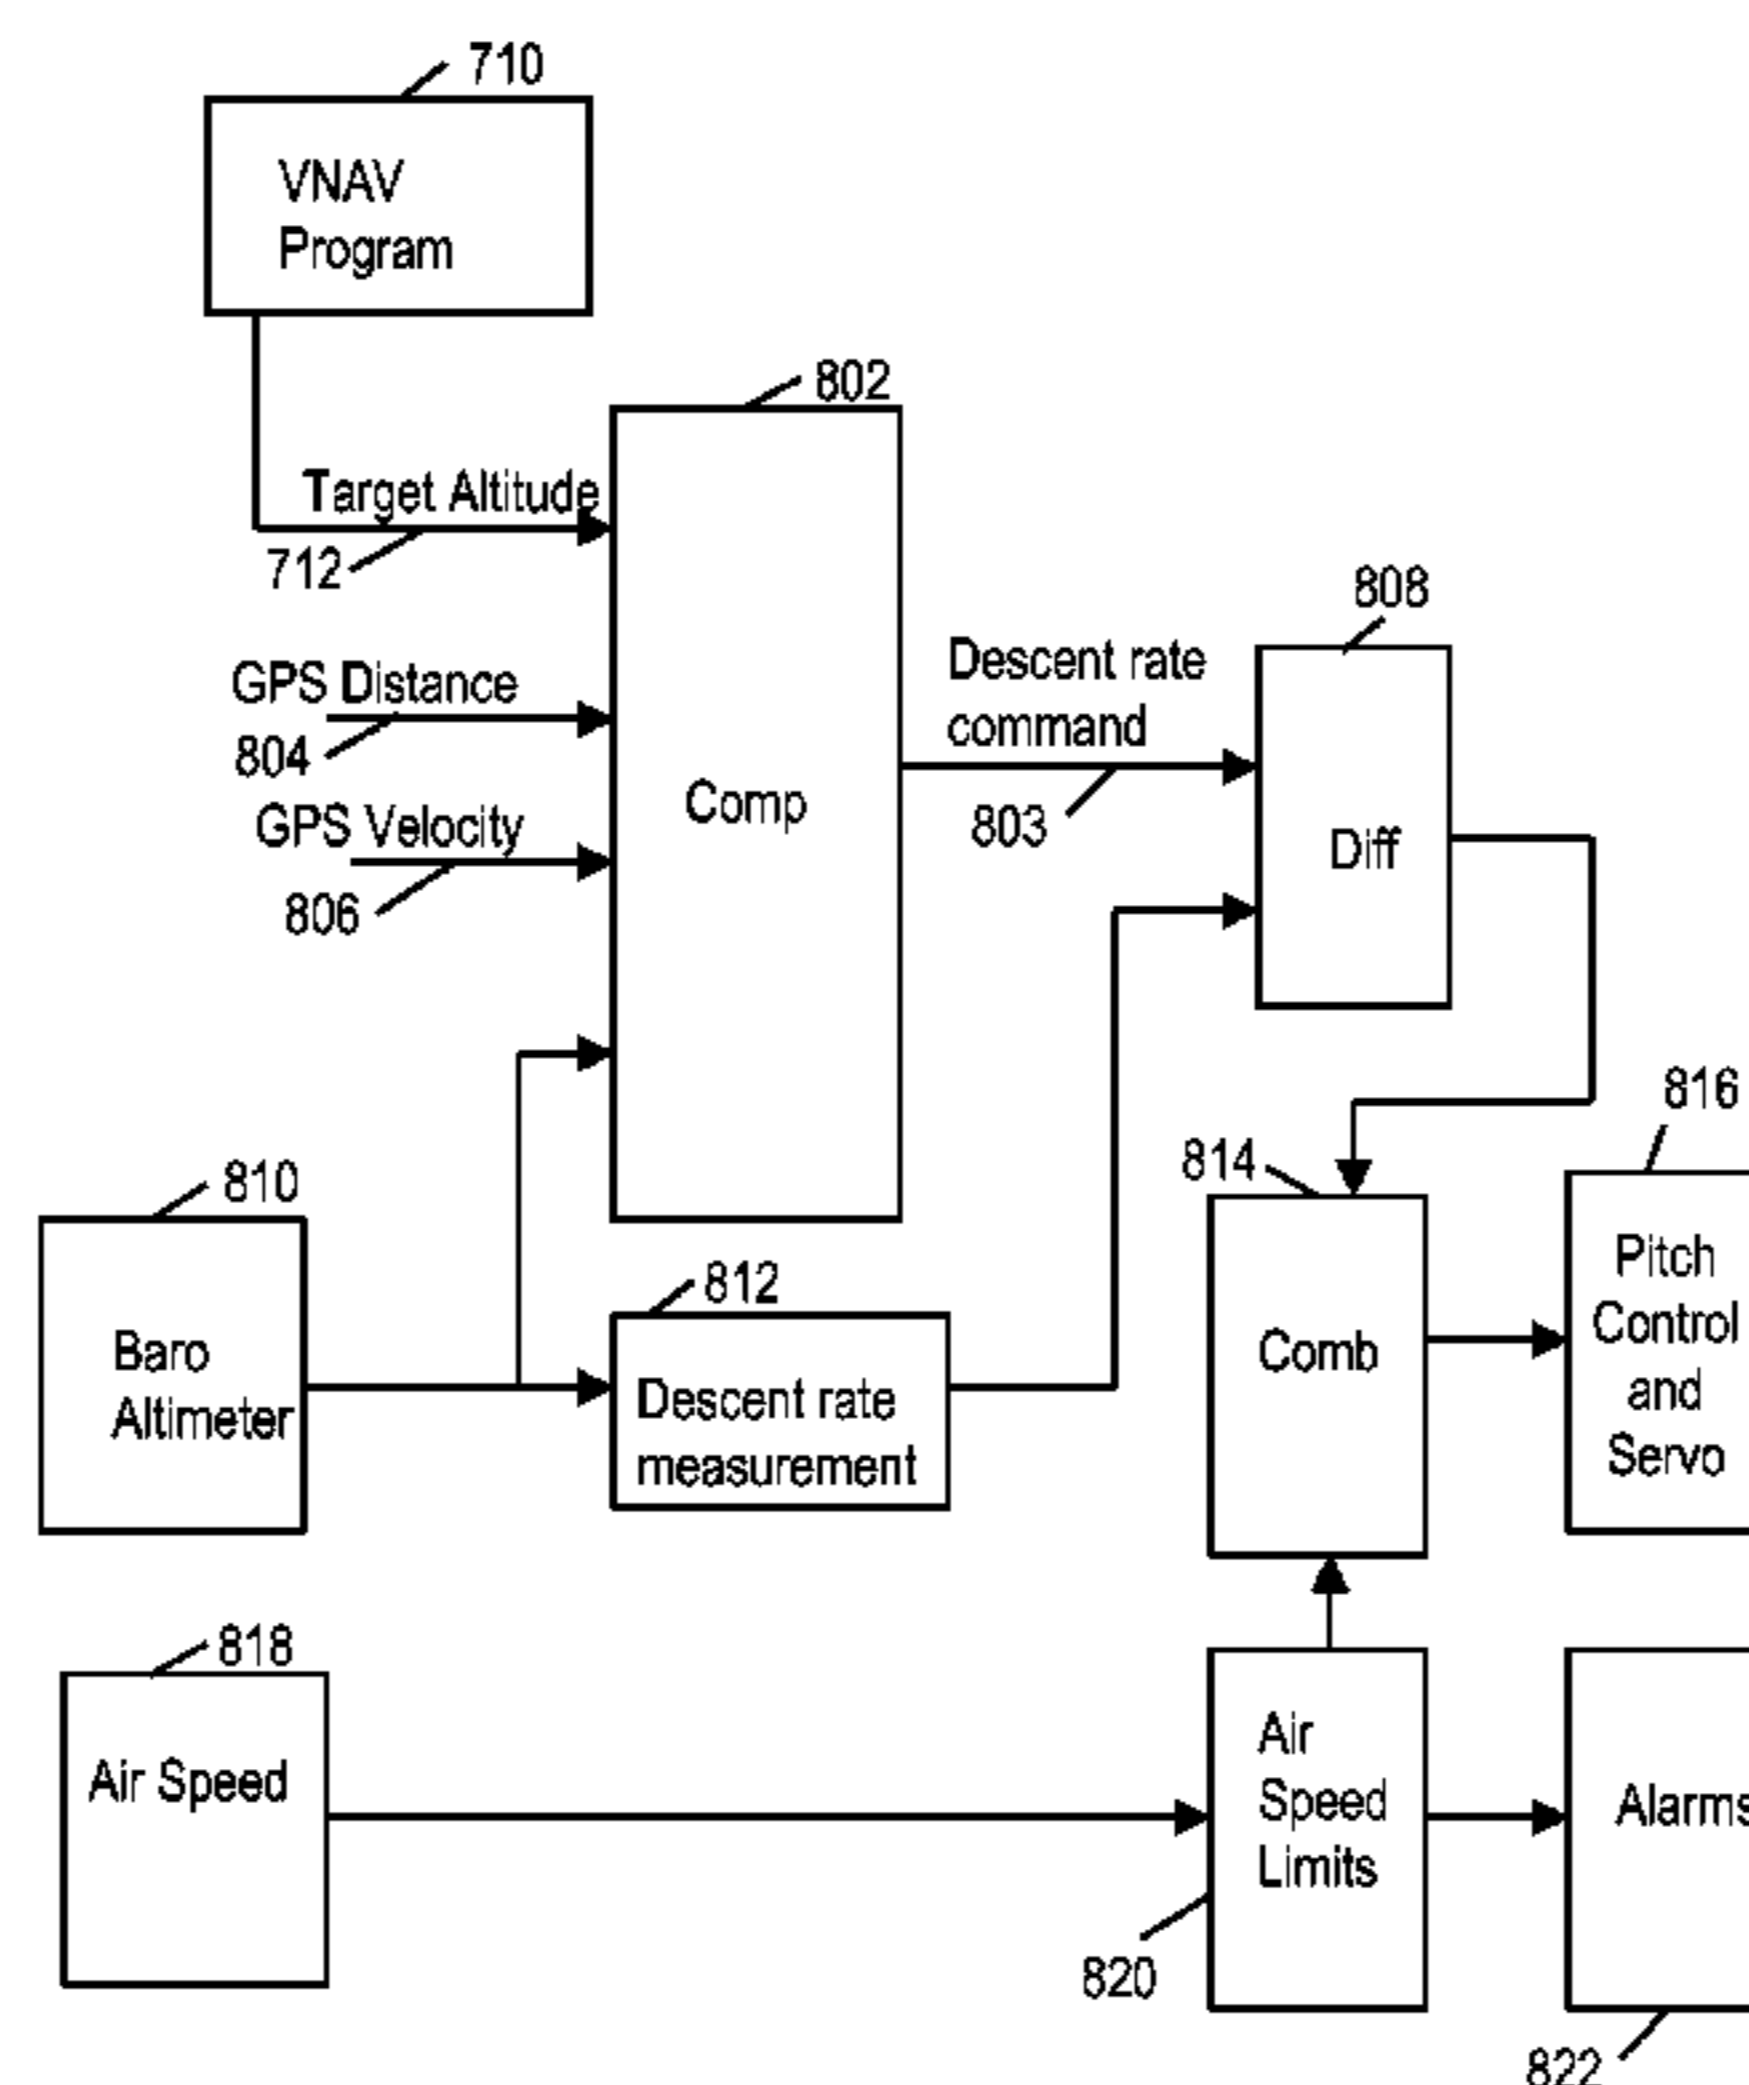 710
VNAV
Program
802
Target Altitude
712
808
GPS Distance
804
Descent rate
command
803
GPS Velocity
806
Comp
Diff
816
814
810
812
Pitch
Control
and
Servo
Baro
Altimeter
Comb
Descent rate
measurement
818
Air Speed
Air
Speed
Limits
Alarms
820
822